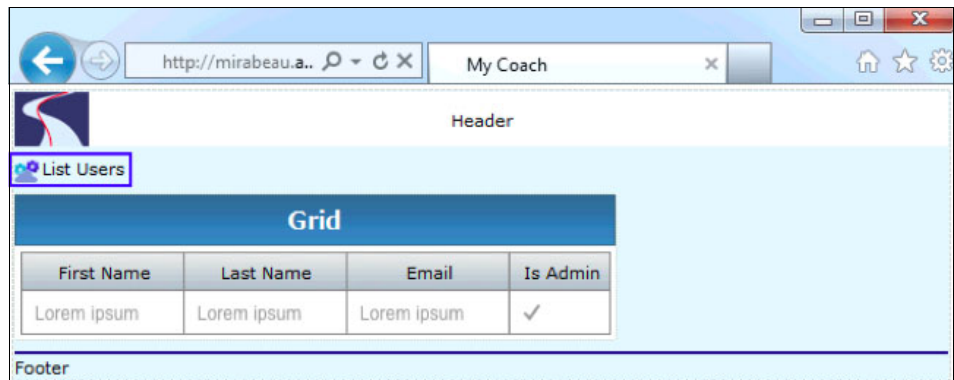 http://mirabeau.a..
My Coach
Header
List Users
Grid
First Name Last Name Email Is Admin
Lorem ipsum Lorem ipsum Lorem ipsum
Footer